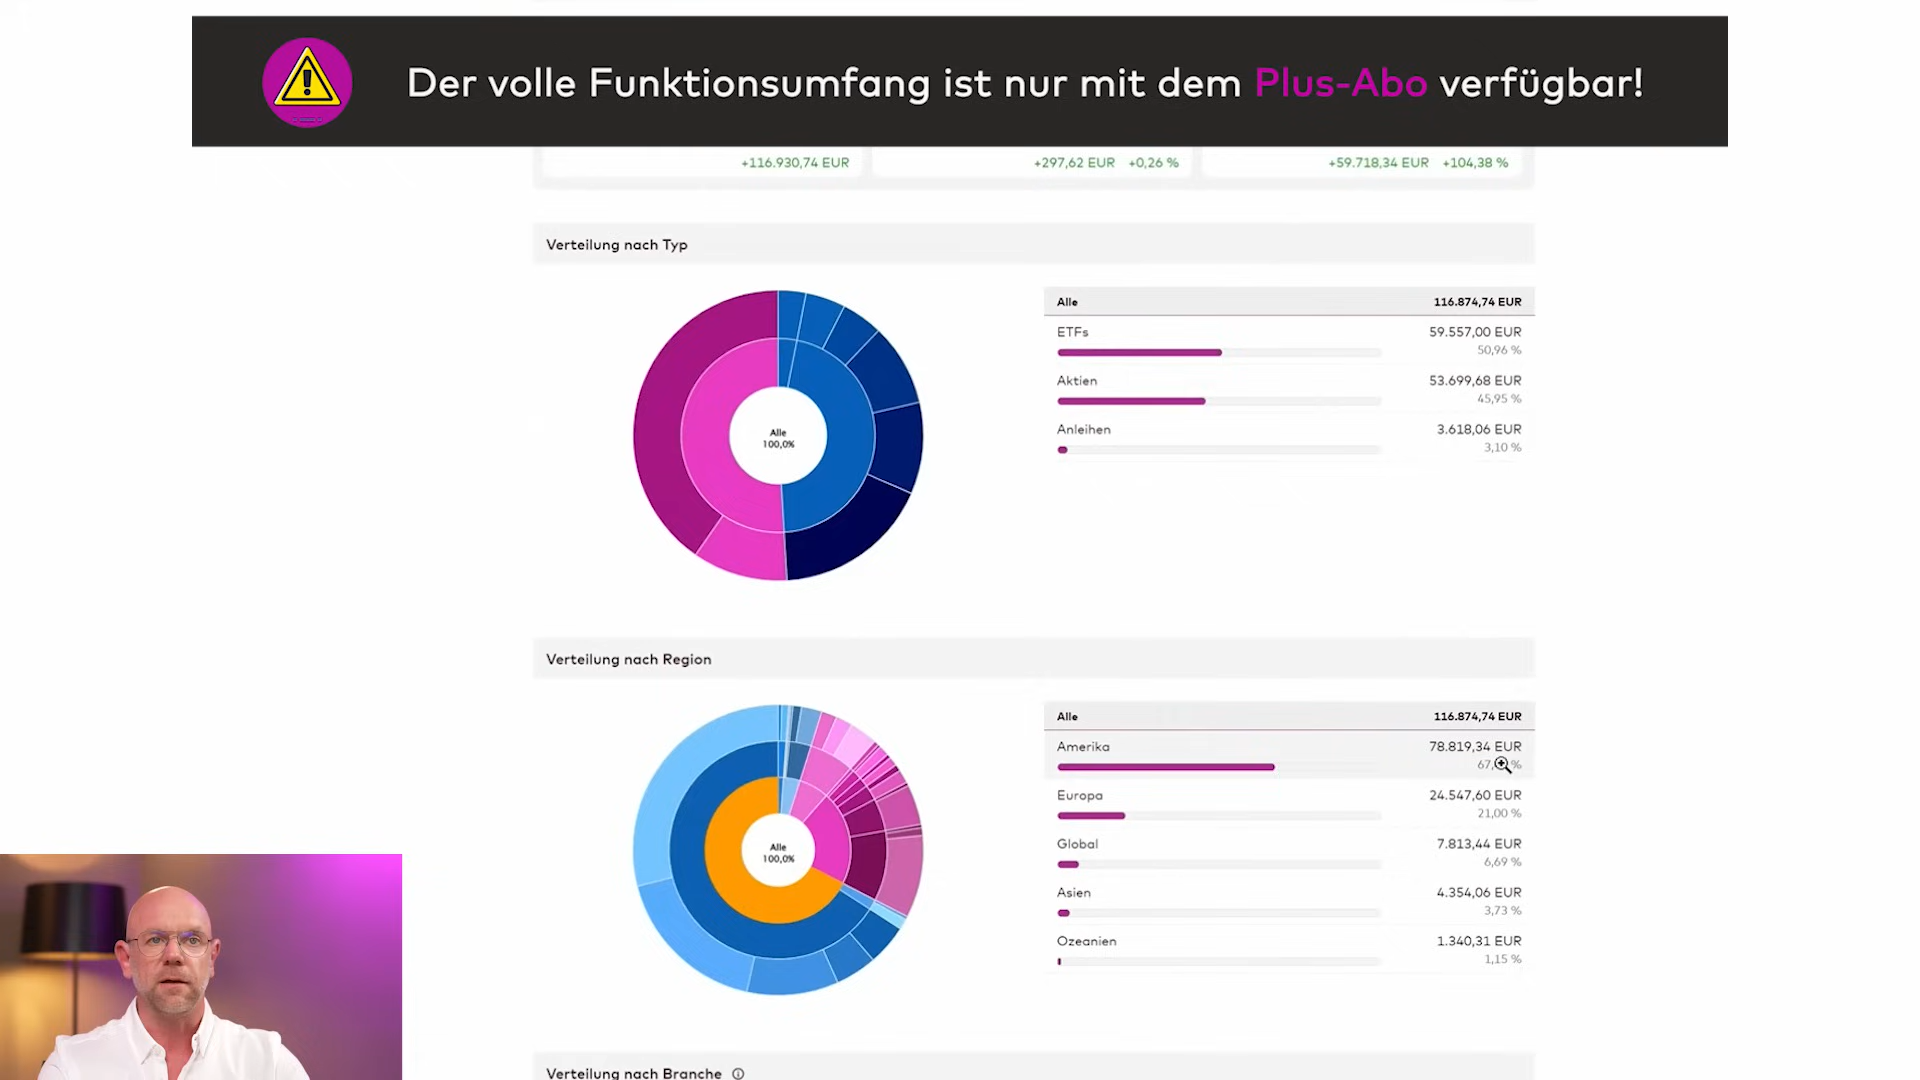 Der volle Funktionsumfang ist nur mit dem Plus-Abo verfügbar!
+116.930,74 EUR
+297,62 EUR +0,26 %
+59.718,34 EUR +104,38 %
Verteilung nach Typ
Alle
100,0%
Alle 116.874,74 EUR
ETFs 59.557,00 EUR
50,96 %
Aktien 53.699,68 EUR
45,95 %
Anleihen 3.618,06 EUR
3,10 %
Verteilung nach Region
Alle
100,0%
Alle 116.874,74 EUR
Amerika 78.819,34 EUR
%
Europa 24.547,60 EUR
21,00 %
Global 7.813,44 EUR
6,69 %
Asien 4.354,06 EUR
3,73 %
Ozeanien 1.340,31 EUR
1,15 %
Verteilung nach Branche